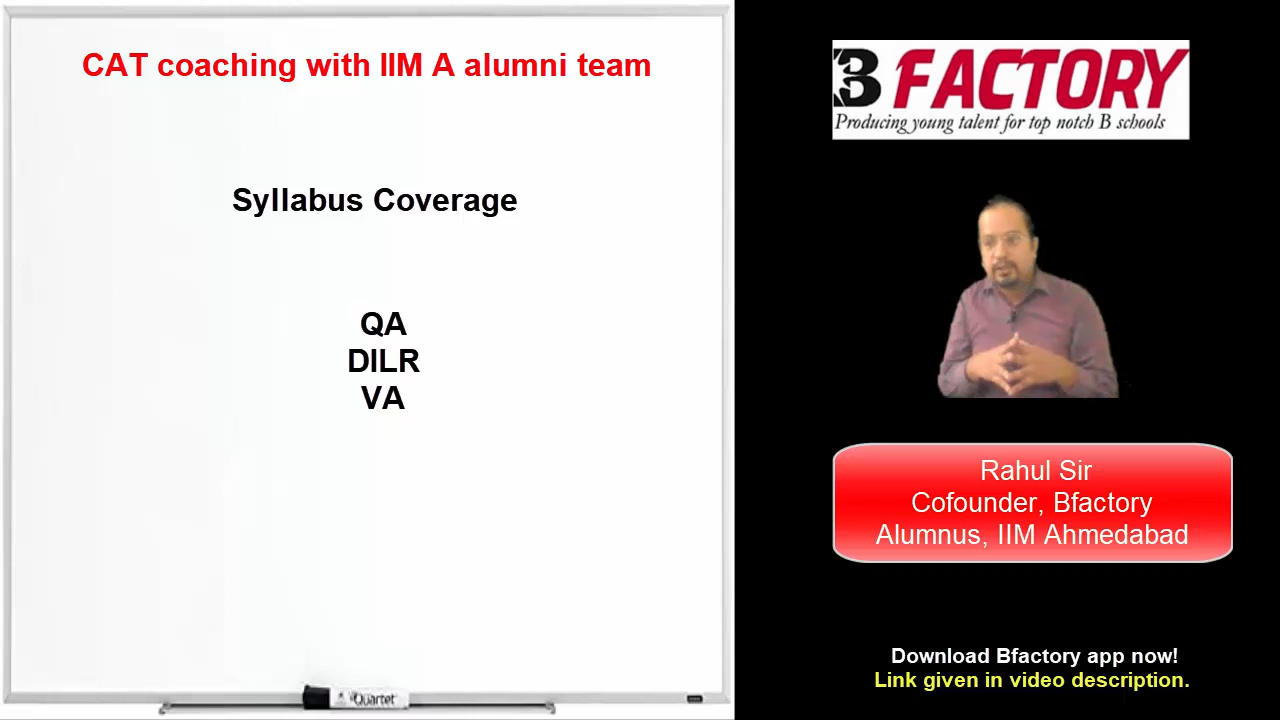 CAT coaching with IIM A alumni team
Syllabus Coverage
QA
DILR
VA
Quartet
B FACTORY
Producing young talent for top notch B schools
Rahul Sir
Cofounder, Bfactory
Alumnus, IIM Ahmedabad
Download Bfactory app now!
Link given in video description.